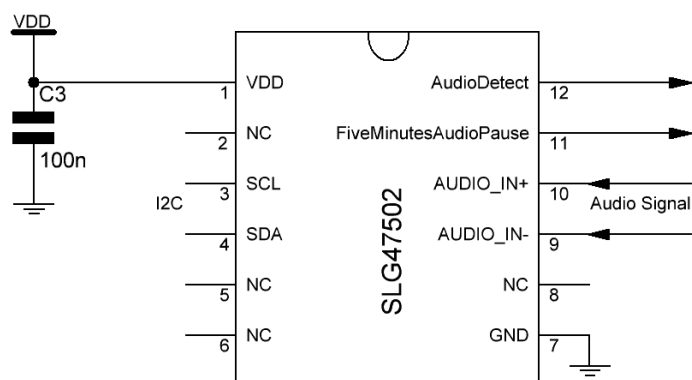 VDD
C3
100n
1 VDD AudioDetect 12
2 NC FiveMinutesAudioPause 11
3 SCL AUDIO_IN+ 10
I2C
Audio Signal
4 SDA AUDIO_IN- 9
5 NC NC 8
6 NC GND 7
SLG47502